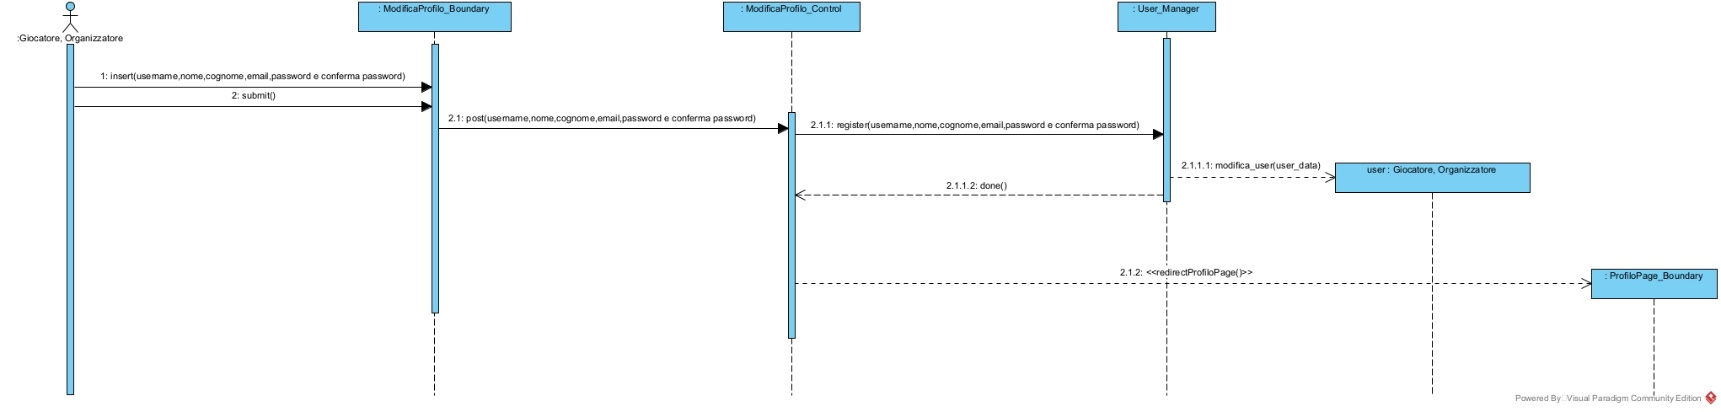 : ModificaProfilo_Boundary
: ModificaProfilo_Control
: User_Manager
:Giocatore, Organizzatore
1: insert(username,nome,cognome,email,password e conferma password)
2: submit()
2.1: post(username,nome,cognome,email,password e conferma password)
2.1.1: register(username,nome,cognome,email,password e conferma password)
2.1.1.1: modifica_user(user_data)
user : Giocatore, Organizzatore
2.1.1.2: done()
2.1.2: <<redirectProfiloPage()>>
: ProfiloPage_Boundary
Powered By Visual Paradigm Community Edition